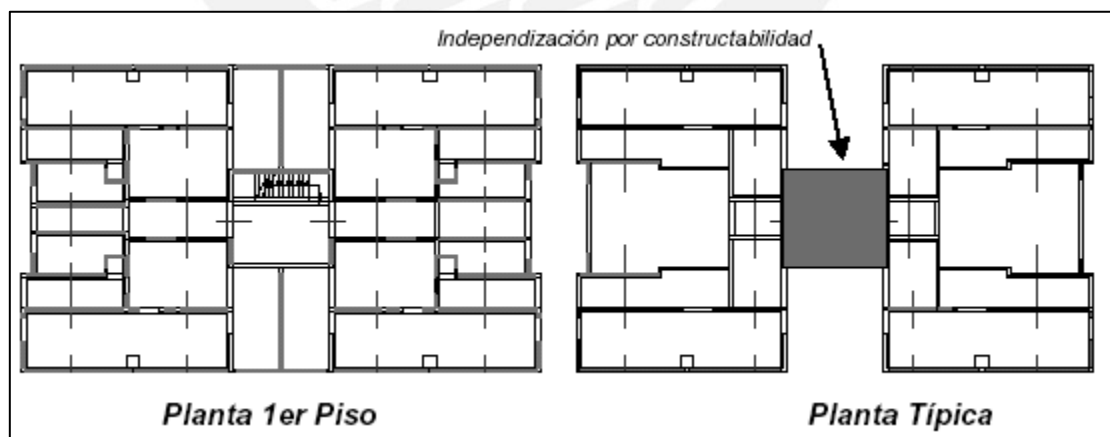 Independización por constructabilidad
Planta 1er Piso
Planta Típica